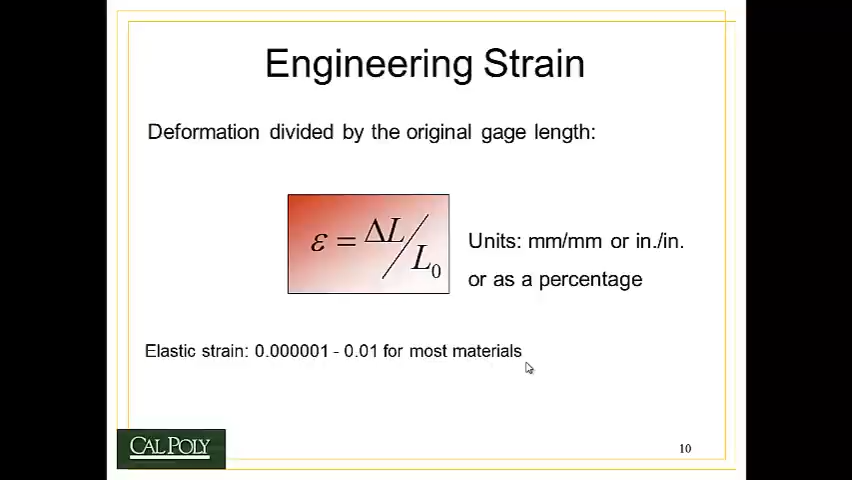 Engineering Strain
Deformation divided by the original gage length:
ε = ΔL/L₀
Units: mm/mm or in./in.
or as a percentage
Elastic strain: 0.000001 - 0.01 for most materials
CAL POLY
10